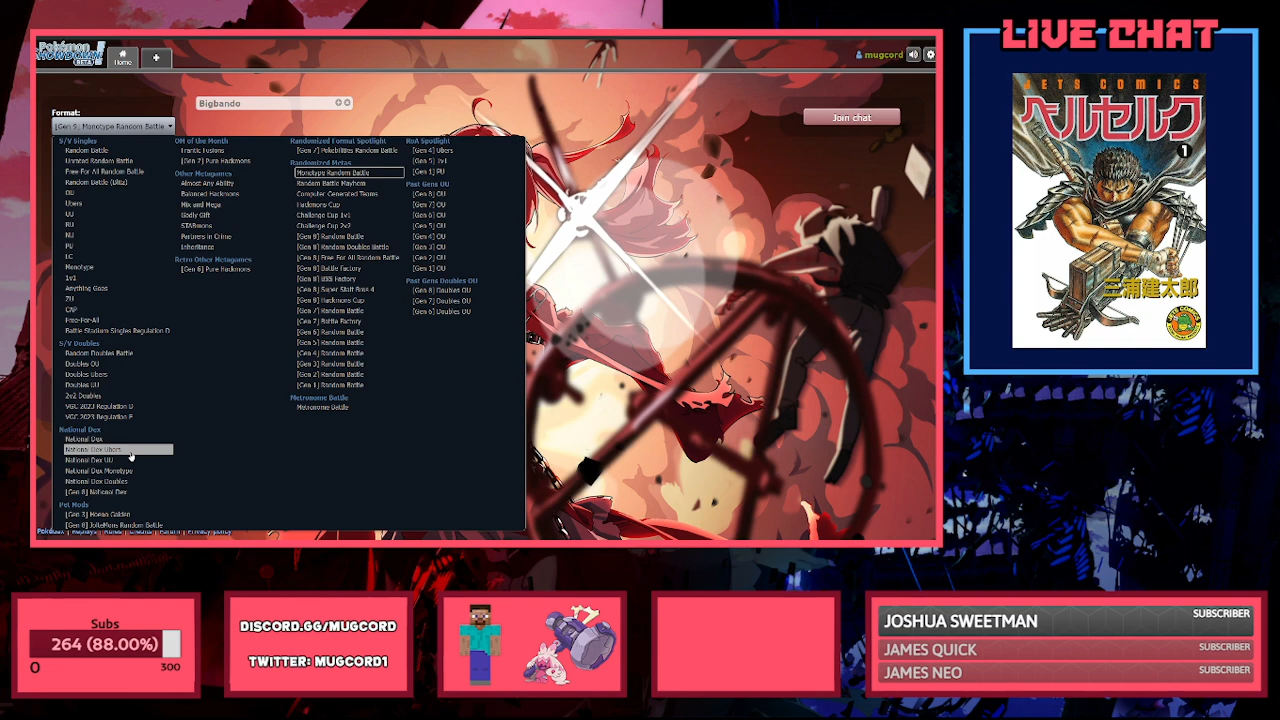 Pokémon
SHOWDOWN
BETA
Home
mugcord
Format:
[Gen 9] Monotype Random Battle
Bigbando
Join chat
S/V Singles
Random Battle
Unrated Random Battle
Free-For-All Random Battle
Random Battle (Blitz)
OU
Ubers
UU
RU
NU
PU
LC
Monotype
1v1
Anything Goes
ZU
CAP
Free-For-All
Battle Stadium Singles Regulation D
S/V Doubles
Random Doubles Battle
Doubles OU
Doubles Ubers
Doubles UU
2v2 Doubles
VGC 2023 Regulation D
VGC 2023 Regulation E
National Dex
National Dex
National Dex Ubers
National Dex UU
National Dex Monotype
National Dex Doubles
[Gen 8] National Dex
Pet Mods
[Gen 3] Hoenn Gaiden
[Gen 8] JolteMons Random Battle
OM of the Month
Frantic Fusions
[Gen 7] Pure Hackmons
Other Metagames
Almost Any Ability
Balanced Hackmons
Mix and Mega
Godly Gift
STABmons
Partners in Crime
Inheritance
Retro Other Metagames
[Gen 6] Pure Hackmons
Randomized Format Spotlight
[Gen 7] Pokebilities Random Battle
Randomized Metas
Monotype Random Battle
Random Battle Mayhem
Computer Generated Teams
Hackmons Cup
Challenge Cup 1v1
Challenge Cup 2v2
[Gen 8] Random Battle
[Gen 8] Random Doubles Battle
[Gen 8] Free For All Random Battle
[Gen 8] Battle Factory
[Gen 8] BSS Factory
[Gen 8] Super Staff Bros 4
[Gen 8] Hackmons Cup
[Gen 7] Random Battle
[Gen 7] Battle Factory
[Gen 6] Random Battle
[Gen 5] Random Battle
[Gen 4] Random Battle
[Gen 3] Random Battle
[Gen 2] Random Battle
[Gen 1] Random Battle
Metronome Battle
Metronome Battle
RoA Spotlight
[Gen 4] Ubers
[Gen 5] 1v1
[Gen 1] PU
Past Gens OU
[Gen 8] OU
[Gen 7] OU
[Gen 6] OU
[Gen 5] OU
[Gen 4] OU
[Gen 3] OU
[Gen 2] OU
[Gen 1] OU
Past Gens Doubles OU
[Gen 8] Doubles OU
[Gen 7] Doubles OU
[Gen 6] Doubles OU
Pokédex | Replays | Rules | Credits | Forum | Privacy policy
LIVE CHAT
JETS COMICS
ベルセルク
1
三浦建太郎
Subs
264 (88.00%)
0
300
DISCORD.GG/MUGCORD
TWITTER: MUGCORD1
JOSHUA SWEETMAN SUBSCRIBER
JAMES QUICK SUBSCRIBER
JAMES NEO SUBSCRIBER